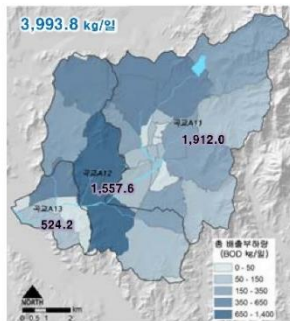 3,993.8 kg/일
곡교A11
1,912.0
곡교A12
1,557.6
곡교A13
524.2
총 배출부하량
(BOD kg/일)
0 - 50
50 - 150
150 - 350
350 - 650
650 - 1,400
NORTH
0 0.5 1 2 km